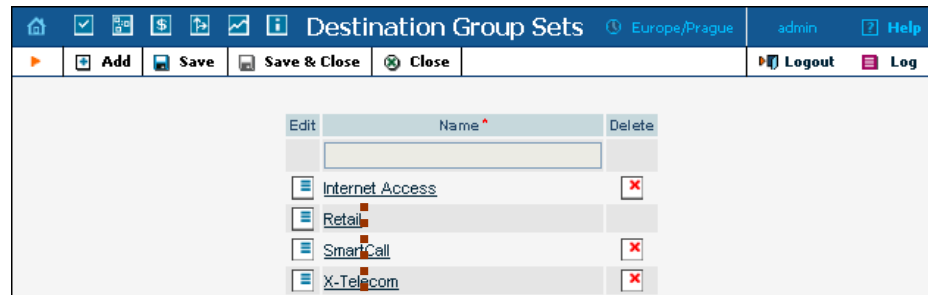 Destination Group Sets Europe/Prague admin ? Help
Add Save Save & Close Close Logout Log
Edit Name* Delete
Internet Access
Retail
SmartCall
X-Telecom